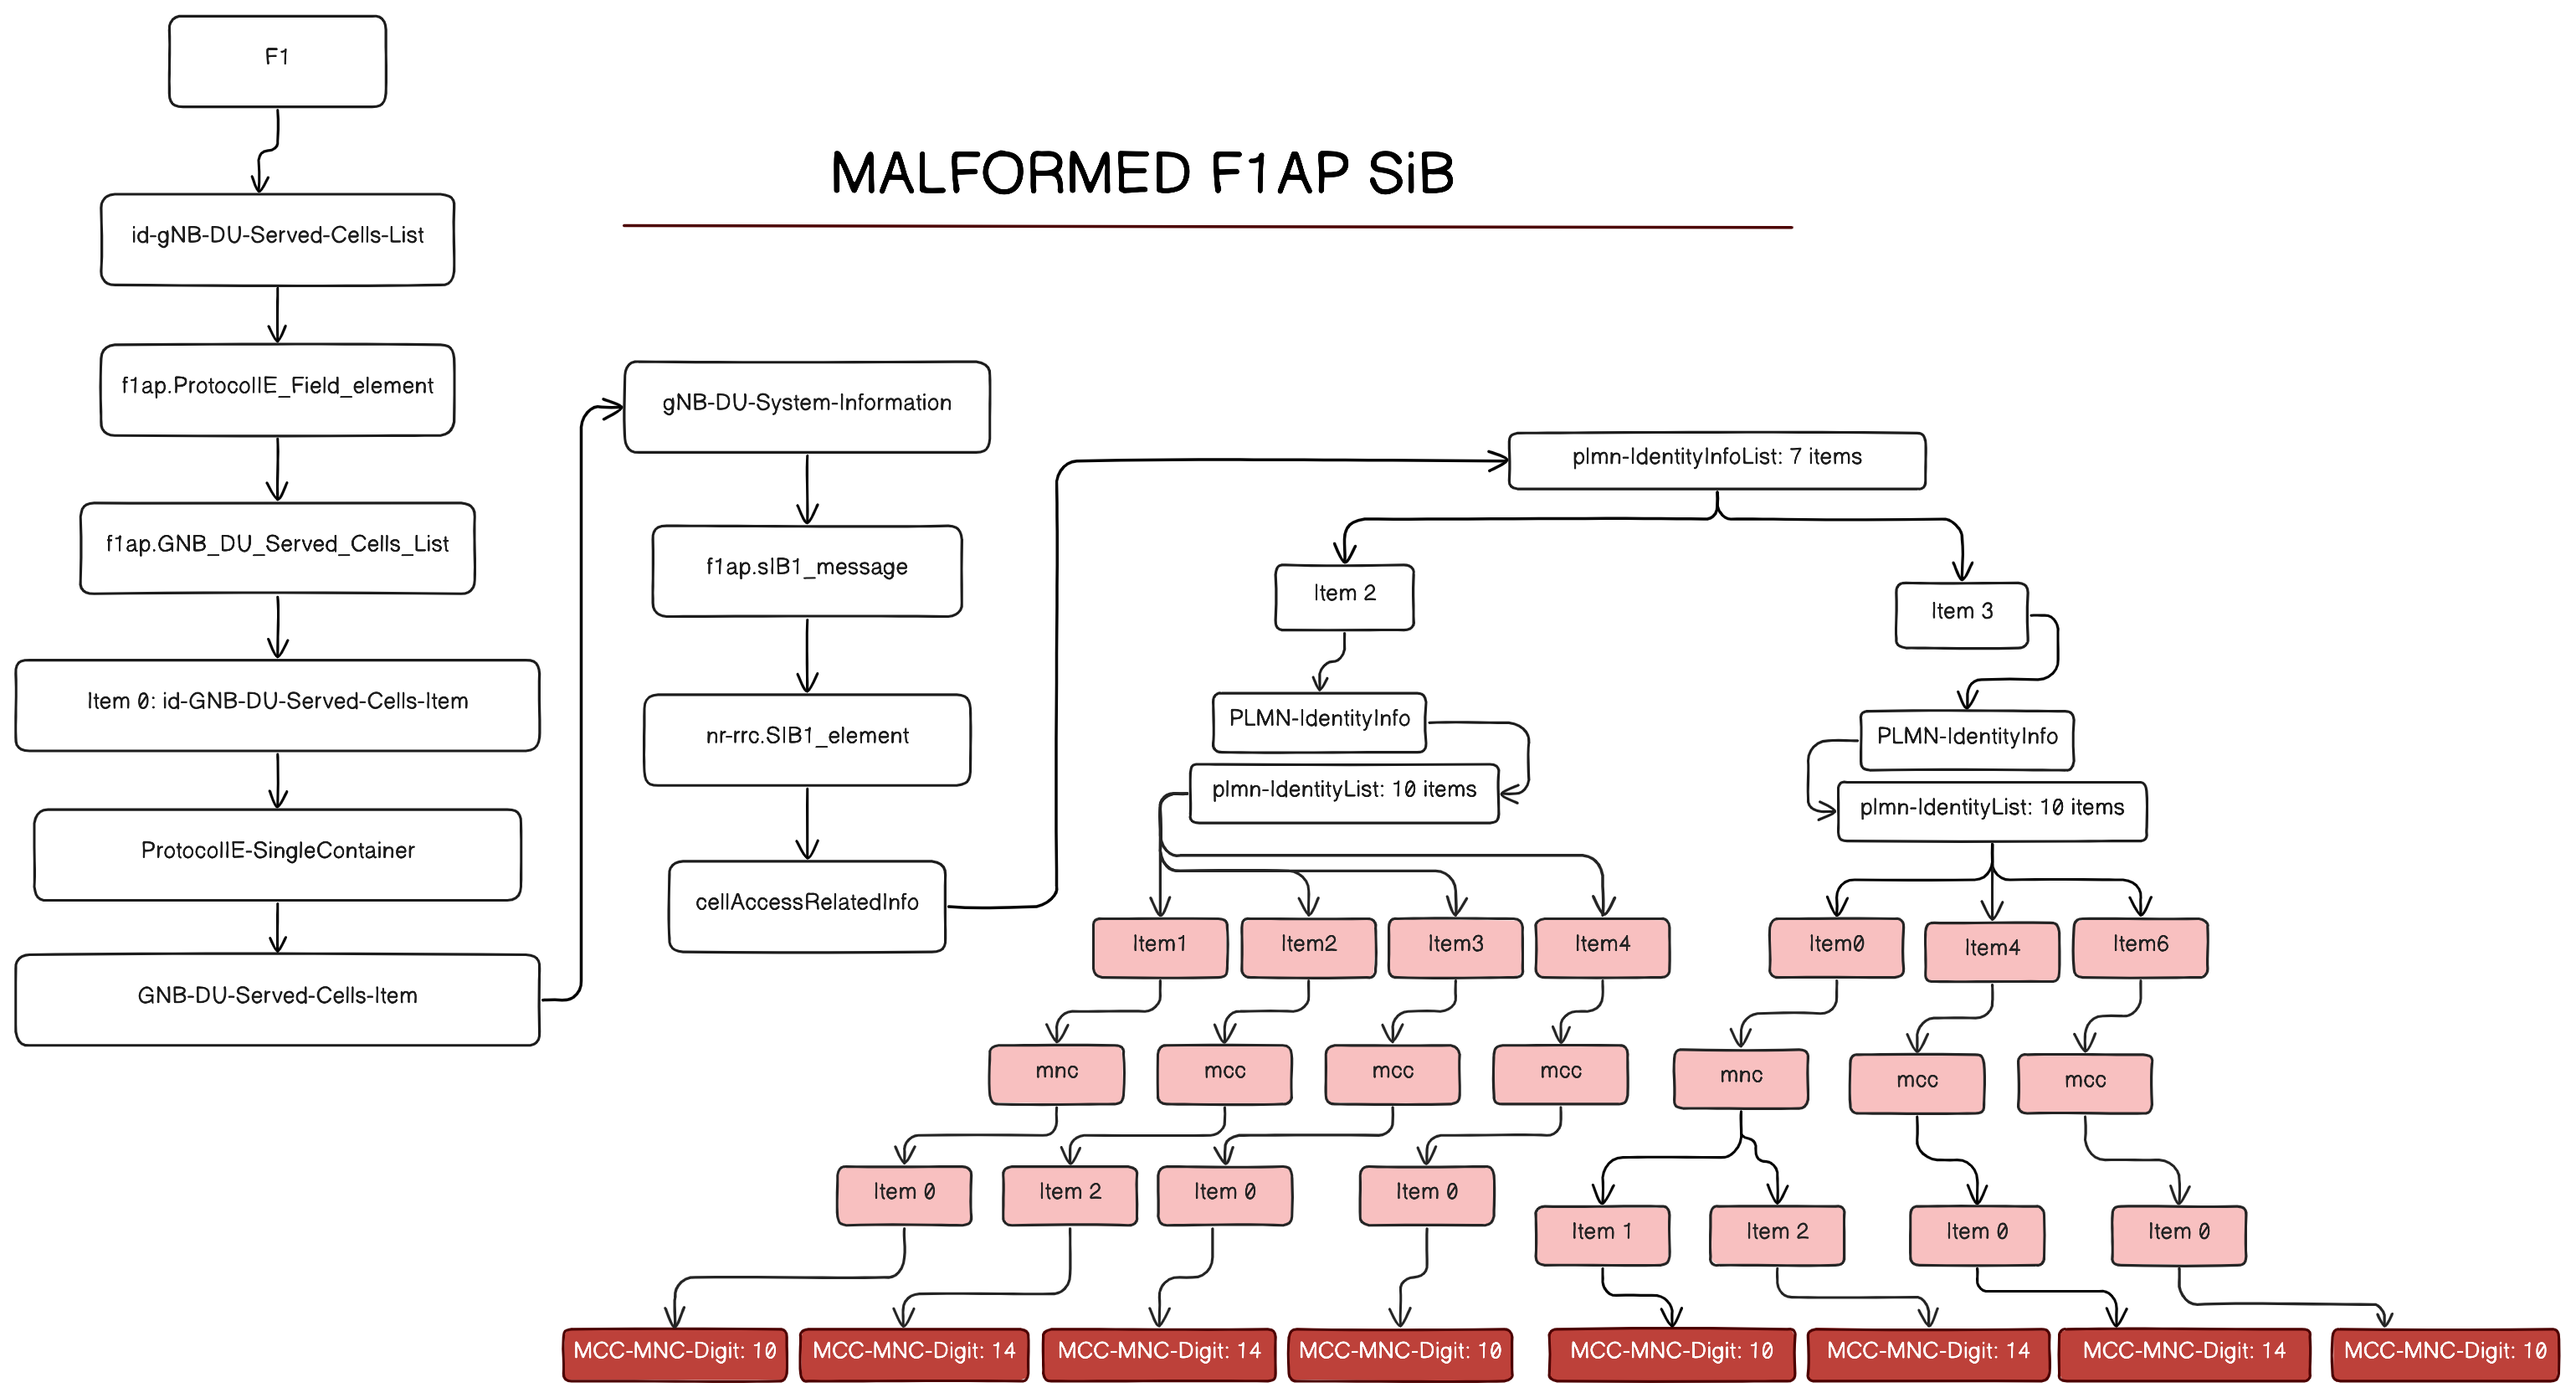 F1
MALFORMED F1AP SiB
id-gNB-DU-Served-Cells-List
f1ap.ProtocolIE_Field_element
f1ap.GNB_DU_Served_Cells_List
Item 0: id-GNB-DU-Served-Cells-Item
ProtocolIE-SingleContainer
GNB-DU-Served-Cells-Item
gNB-DU-System-Information
f1ap.sIB1_message
nr-rrc.SIB1_element
cellAccessRelatedInfo
plmn-IdentityInfoList: 7 items
Item 2
Item 3
PLMN-IdentityInfo
PLMN-IdentityInfo
plmn-IdentityList: 10 items
plmn-IdentityList: 10 items
Item1
Item2
Item3
Item4
Item0
Item4
Item6
mnc
mcc
mcc
mcc
mnc
mcc
mcc
Item 0
Item 2
Item 0
Item 0
Item 1
Item 2
Item 0
Item 0
MCC-MNC-Digit: 10
MCC-MNC-Digit: 14
MCC-MNC-Digit: 14
MCC-MNC-Digit: 10
MCC-MNC-Digit: 10
MCC-MNC-Digit: 14
MCC-MNC-Digit: 14
MCC-MNC-Digit: 10